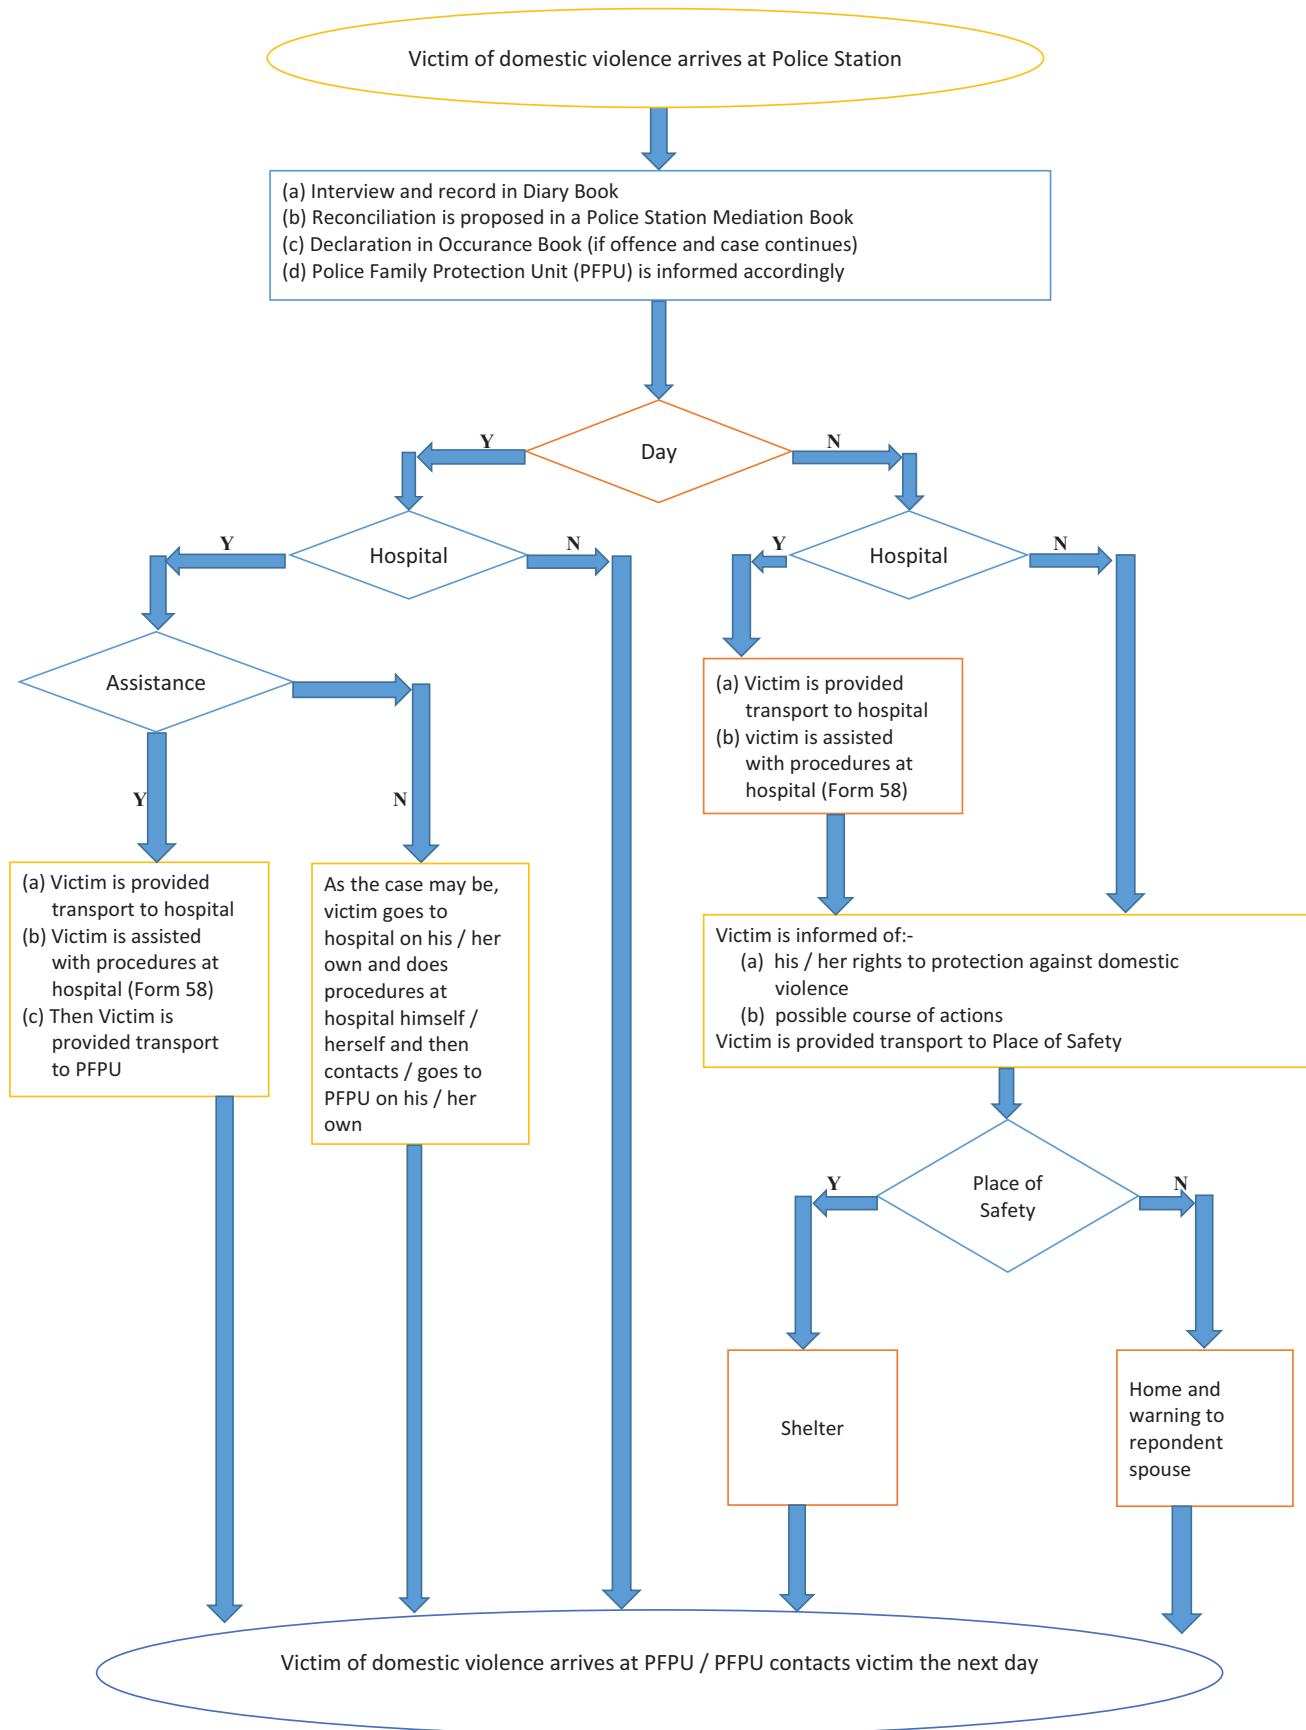 Victim of domestic violence arrives at Police Station
(a) Interview and record in Diary Book
(b) Reconciliation is proposed in a Police Station Mediation Book
(c) Declaration in Occurance Book (if offence and case continues)
(d) Police Family Protection Unit (PFPU) is informed accordingly
Y
Day
N
Y
Hospital
N
Y
Hospital
N
Assistance
Y
N
(a) Victim is provided
transport to hospital
(b) victim is assisted
with procedures at
hospital (Form 58)
(a) Victim is provided
transport to hospital
(b) Victim is assisted
with procedures at
hospital (Form 58)
(c) Then Victim is
provided transport
to PFPU
As the case may be,
victim goes to
hospital on his / her
own and does
procedures at
hospital himself /
herself and then
contacts / goes to
PFPU on his / her
own
Victim is informed of:-
(a) his / her rights to protection against domestic
violence
(b) possible course of actions
Victim is provided transport to Place of Safety
Y
Place of
Safety
N
Shelter
Home and
warning to
repondent
spouse
Victim of domestic violence arrives at PFPU / PFPU contacts victim the next day